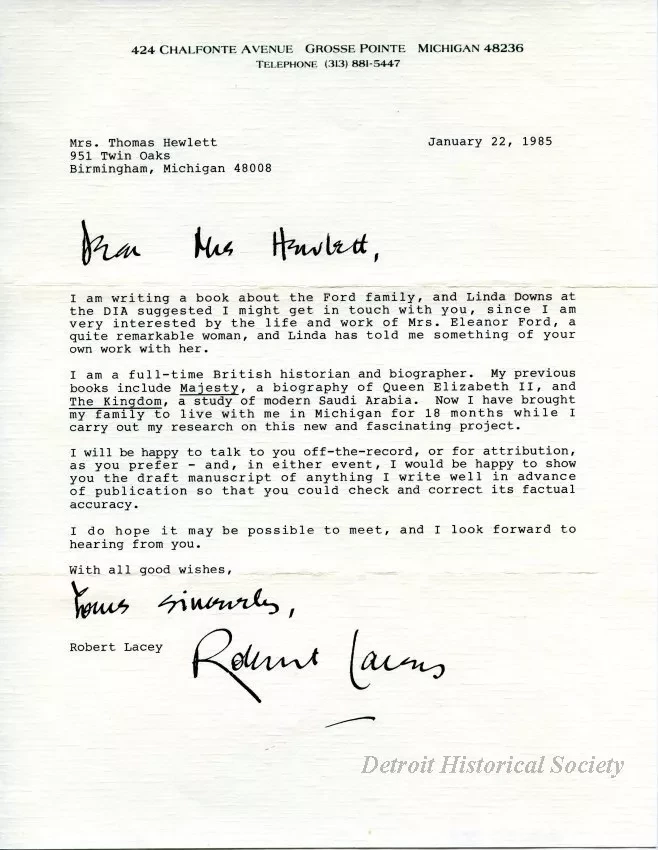 424 CHALFONTE AVENUE GROSSE POINTE MICHIGAN 48236
TELEPHONE (313) 881-5447
Mrs. Thomas Hewlett January 22, 1985
951 Twin Oaks
Birmingham, Michigan 48008
Dear Mrs Hewlett,
I am writing a book about the Ford family, and Linda Downs at
the DIA suggested I might get in touch with you, since I am
very interested by the life and work of Mrs. Eleanor Ford, a
quite remarkable woman, and Linda has told me something of your
own work with her.
I am a full-time British historian and biographer. My previous
books include Majesty, a biography of Queen Elizabeth II, and
The Kingdom, a study of modern Saudi Arabia. Now I have brought
my family to live with me in Michigan for 18 months while I
carry out my research on this new and fascinating project.
I will be happy to talk to you off-the-record, or for attribution,
as you prefer - and, in either event, I would be happy to show
you the draft manuscript of anything I write well in advance
of publication so that you could check and correct its factual
accuracy.
I do hope it may be possible to meet, and I look forward to
hearing from you.
With all good wishes,
Yours sincerely,
Robert Lacey
Robert Lacey
Detroit Historical Society